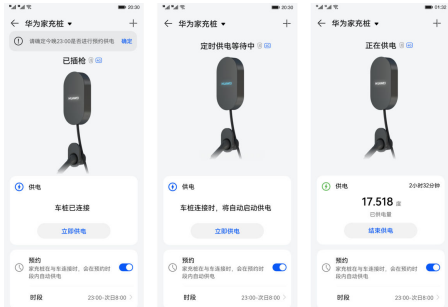 20:30
华为家充桩
请确定今晚23:00是否进行预约供电 确定
已插枪
供电
车桩已连接
立即供电
预约
家充桩在与车连接时，会在预约时
段内自动供电
时段 23:00-次日8:00
20:30
华为家充桩
定时供电等待中
供电
车桩连接时，将自动启动供电
立即供电
预约
家充桩在与车连接时，会在预约的时
段内自动供电
时段 23:00-次日8:00
01:32
华为家充桩
正在供电
供电 2小时32分钟
17.518 度
已供电量
结束供电
预约
家充桩在与车连接时，会在预约的时
段内自动供电
时段 23:00-次日8:00